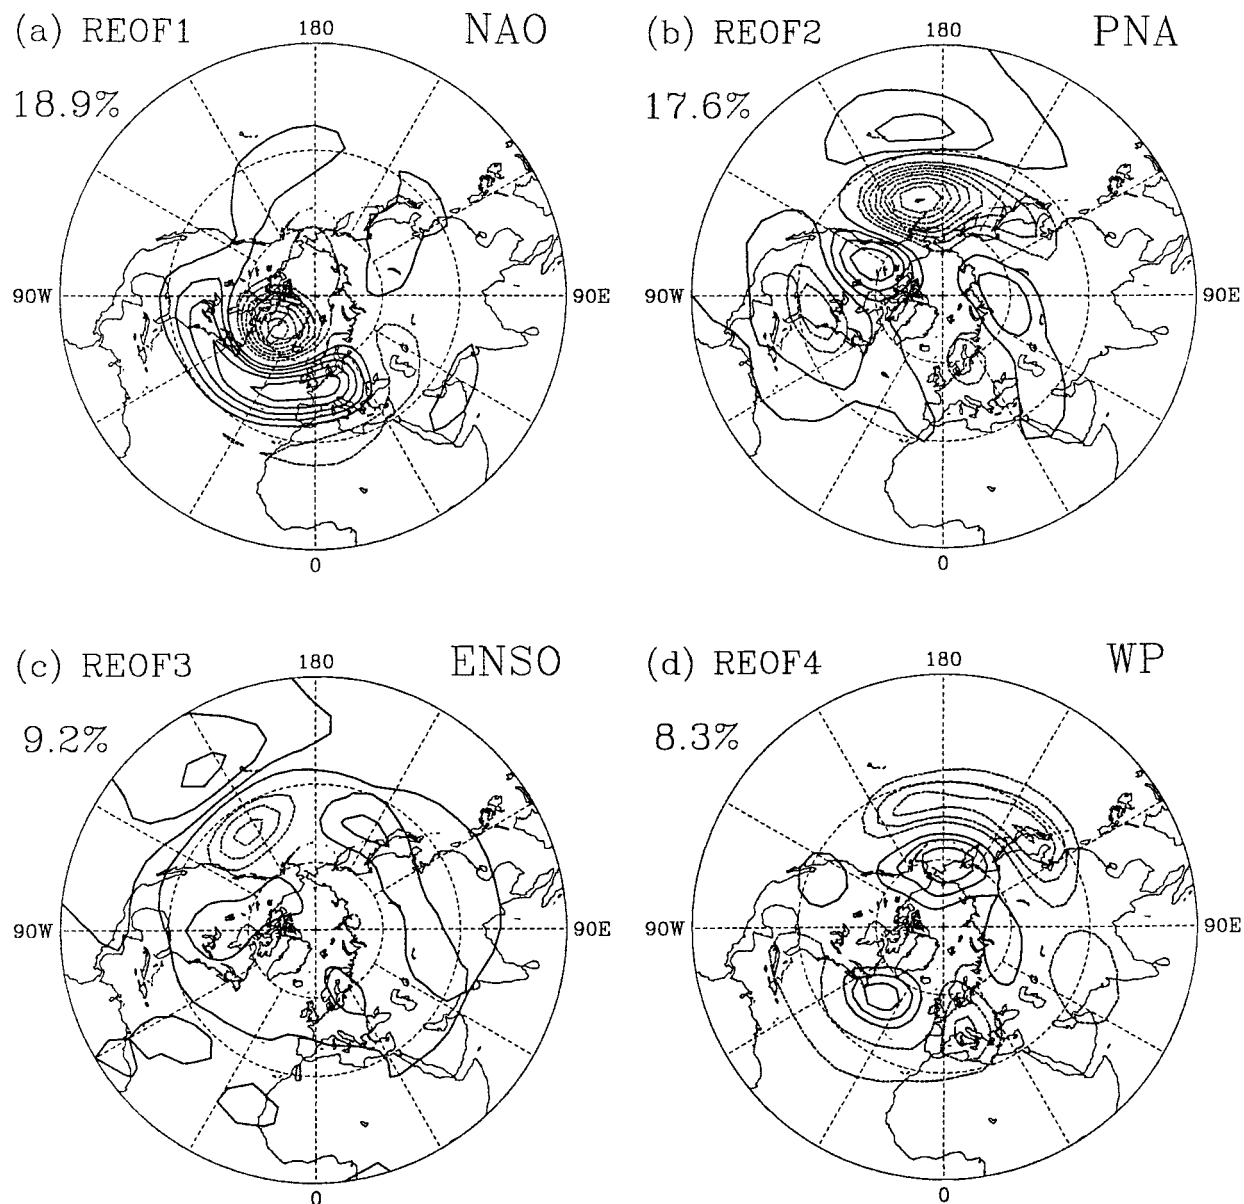 (a) REOF1 180 NAO
18.9%
90W 90E
0
(b) REOF2 180 PNA
17.6%
90W 90E
0
(c) REOF3 180 ENSO
9.2%
90W 90E
0
(d) REOF4 180 WP
8.3%
90W 90E
0